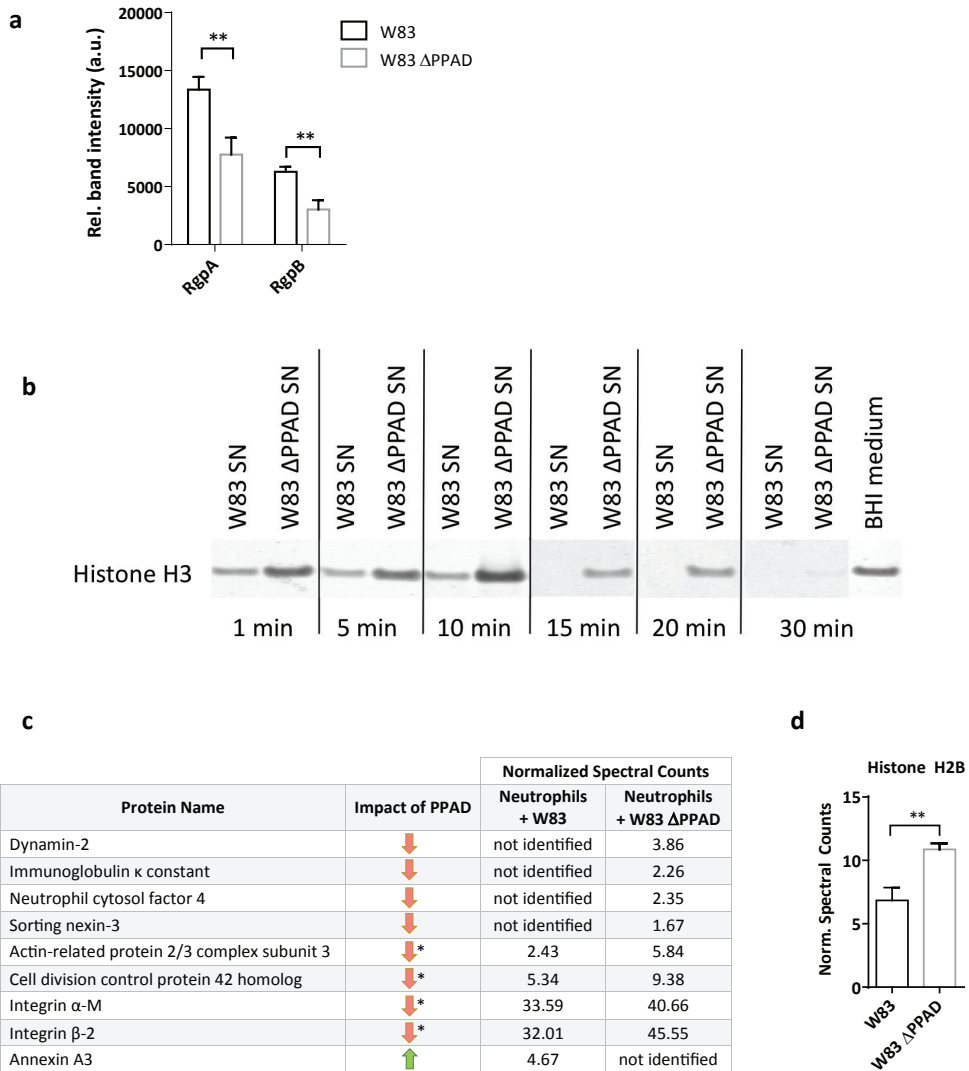 a
20000
15000
10000
5000
0
Rel. band intensity (a.u.)
**
**
W83
W83 ΔPPAD
RgpA
RgpB
b
W83 SN
W83 ΔPPAD SN
W83 SN
W83 ΔPPAD SN
W83 SN
W83 ΔPPAD SN
W83 SN
W83 ΔPPAD SN
W83 SN
W83 ΔPPAD SN
W83 SN
W83 ΔPPAD SN
BHI medium
Histone H3
1 min
5 min
10 min
15 min
20 min
30 min
c
Normalized Spectral Counts
Protein Name Impact of PPAD Neutrophils + W83 Neutrophils + W83 ΔPPAD
Dynamin-2 not identified 3.86
Immunoglobulin κ constant not identified 2.26
Neutrophil cytosol factor 4 not identified 2.35
Sorting nexin-3 not identified 1.67
Actin-related protein 2/3 complex subunit 3 * 2.43 5.84
Cell division control protein 42 homolog * 5.34 9.38
Integrin α-M * 33.59 40.66
Integrin β-2 * 32.01 45.55
Annexin A3 4.67 not identified
d
Histone H2B
15
10
5
0
Norm. Spectral Counts
**
W83
W83 ΔPPAD